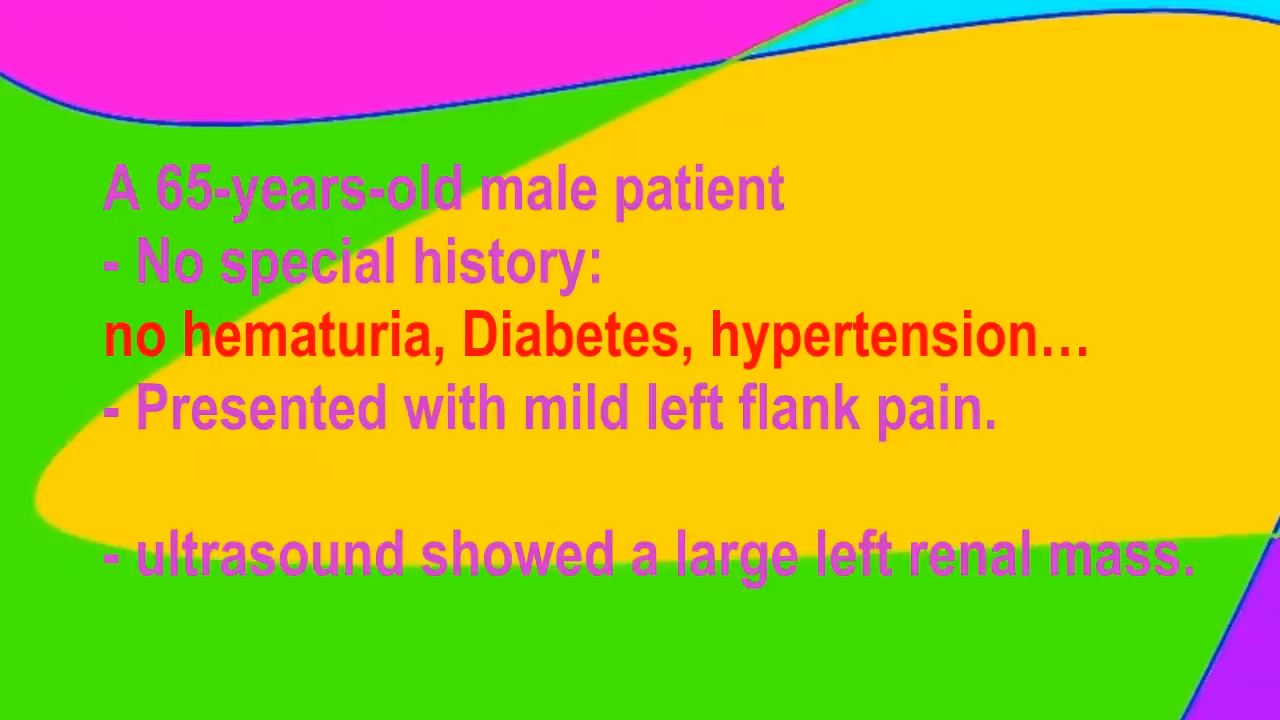 A 65-years-old male patient
- No special history:
no hematuria, Diabetes, hypertension…
- Presented with mild left flank pain.
- ultrasound showed a large left renal mass.